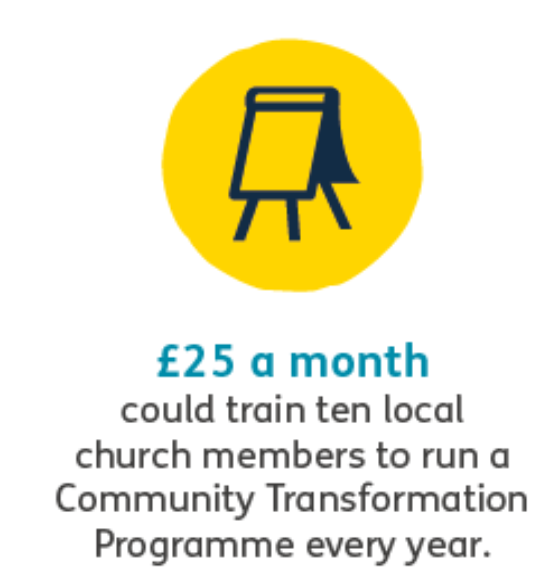 £25 a month
could train ten local
church members to run a
Community Transformation
Programme every year.